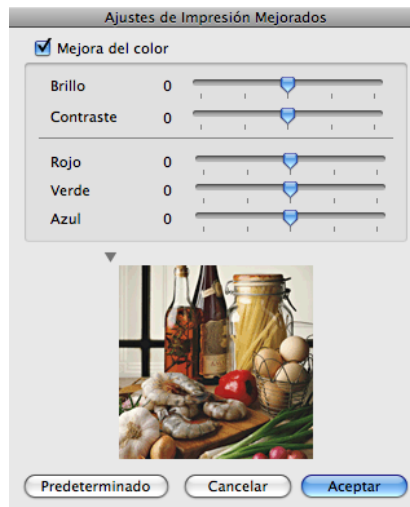 Ajustes de Impresión Mejorados
Mejora del color
Brillo 0
Contraste 0
Rojo 0
Verde 0
Azul 0
Predeterminado Cancelar Aceptar